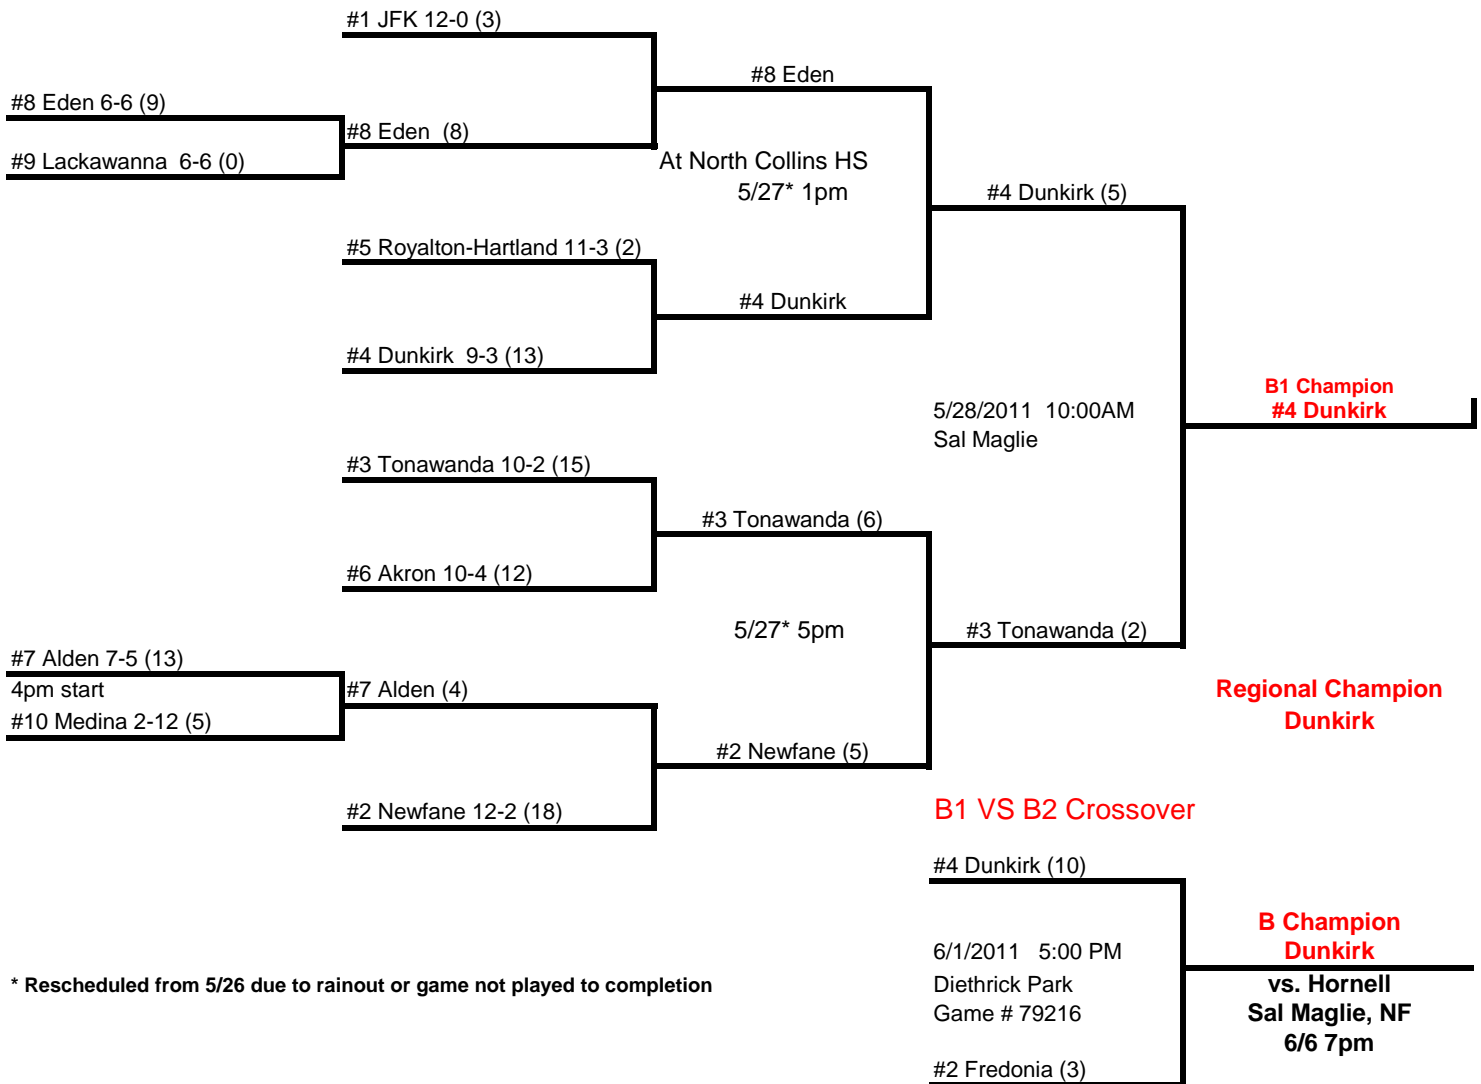 #1 JFK 12-0 (3)
#8 Eden
#8 Eden 6-6 (9)
#8 Eden  (8)
#9 Lackawanna  6-6 (0)
At North Collins HS
5/27* 1pm
#4 Dunkirk (5)
#5 Royalton-Hartland 11-3 (2)
#4 Dunkirk
#4 Dunkirk  9-3 (13)
B1 Champion
#4 Dunkirk
5/28/2011  10:00AM
Sal Maglie
#3 Tonawanda 10-2 (15)
#3 Tonawanda (6)
#6 Akron 10-4 (12)
5/27* 5pm
#3 Tonawanda (2)
#7 Alden 7-5 (13)
4pm start
#7 Alden (4)
#10 Medina 2-12 (5)
Regional Champion
Dunkirk
#2 Newfane (5)
#2 Newfane 12-2 (18)
B1 VS B2 Crossover
#4 Dunkirk (10)
B Champion
Dunkirk
6/1/2011   5:00 PM
Diethrick Park
Game # 79216
* Rescheduled from 5/26 due to rainout or game not played to completion
vs. Hornell
Sal Maglie, NF
6/6 7pm
#2 Fredonia (3)